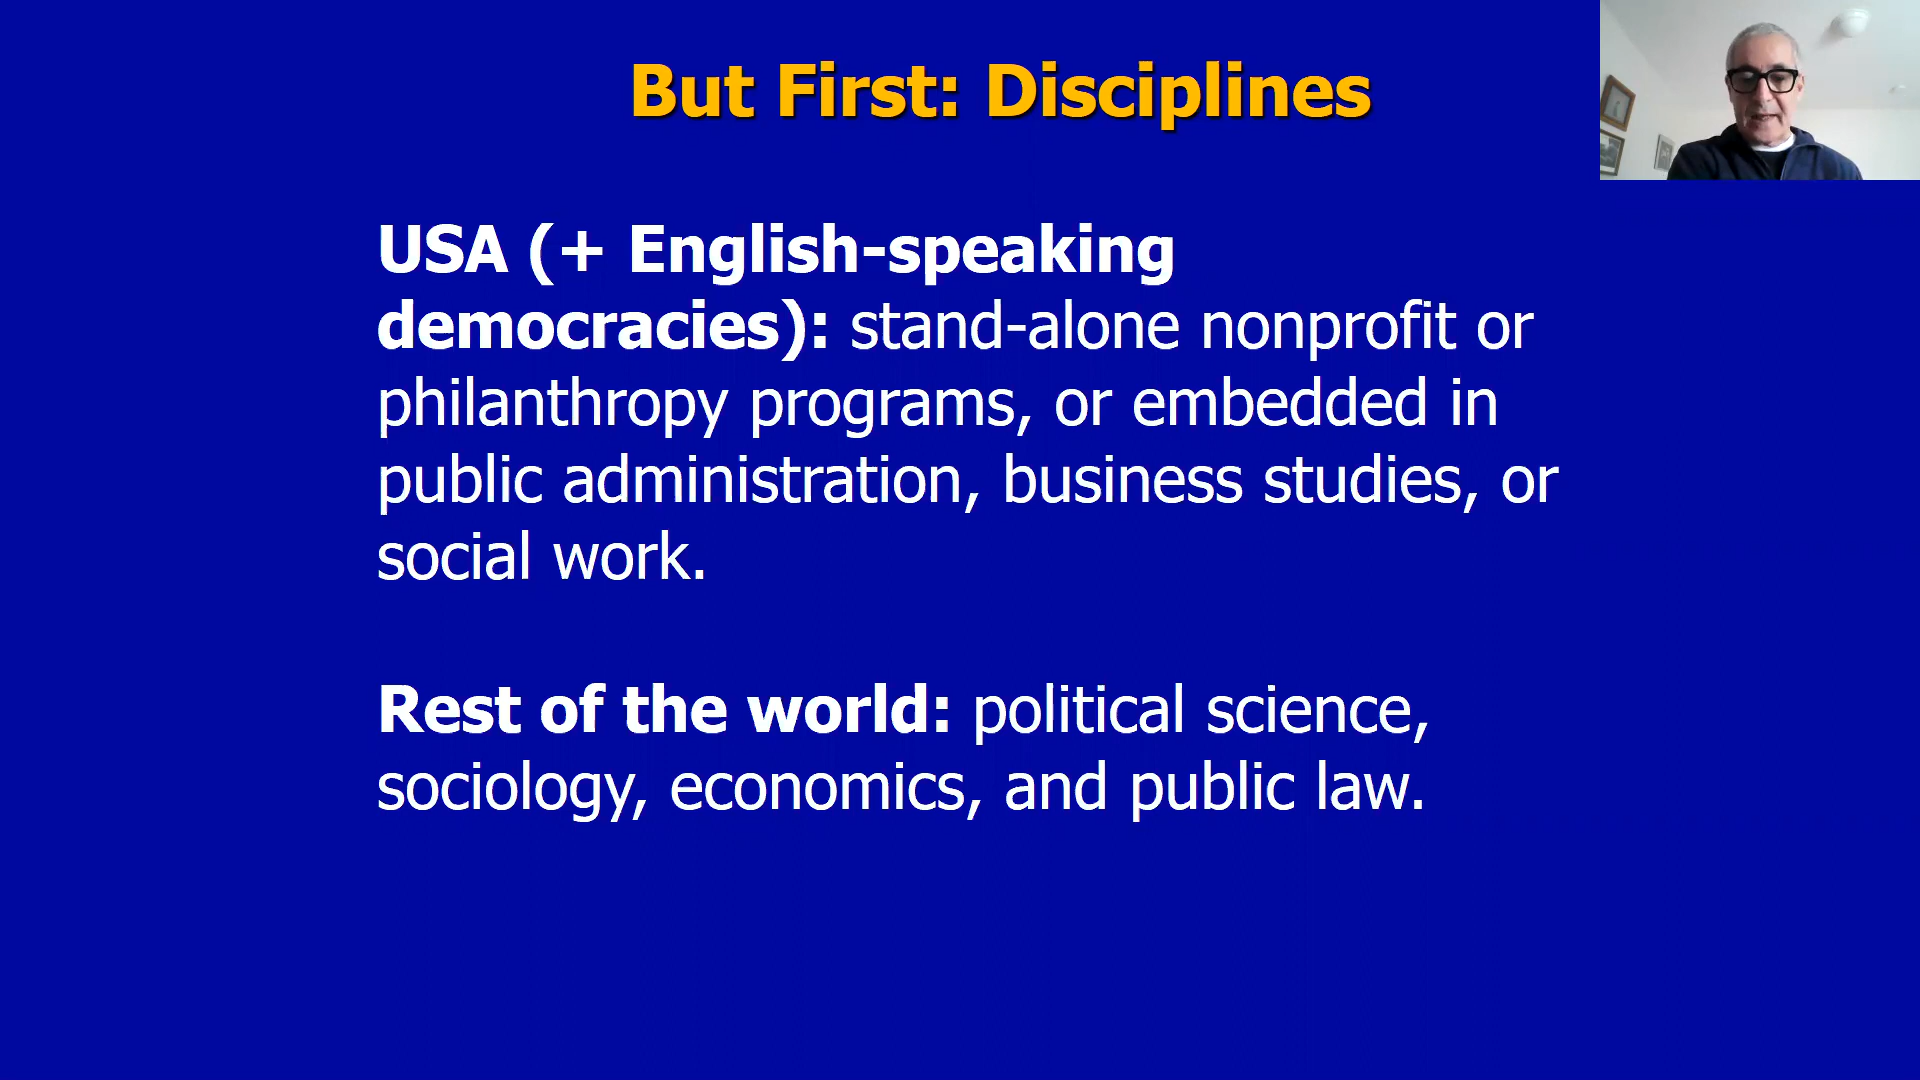 But First: Disciplines
USA (+ English-speaking
democracies): stand-alone nonprofit or
philanthropy programs, or embedded in
public administration, business studies, or
social work.
Rest of the world: political science,
sociology, economics, and public law.